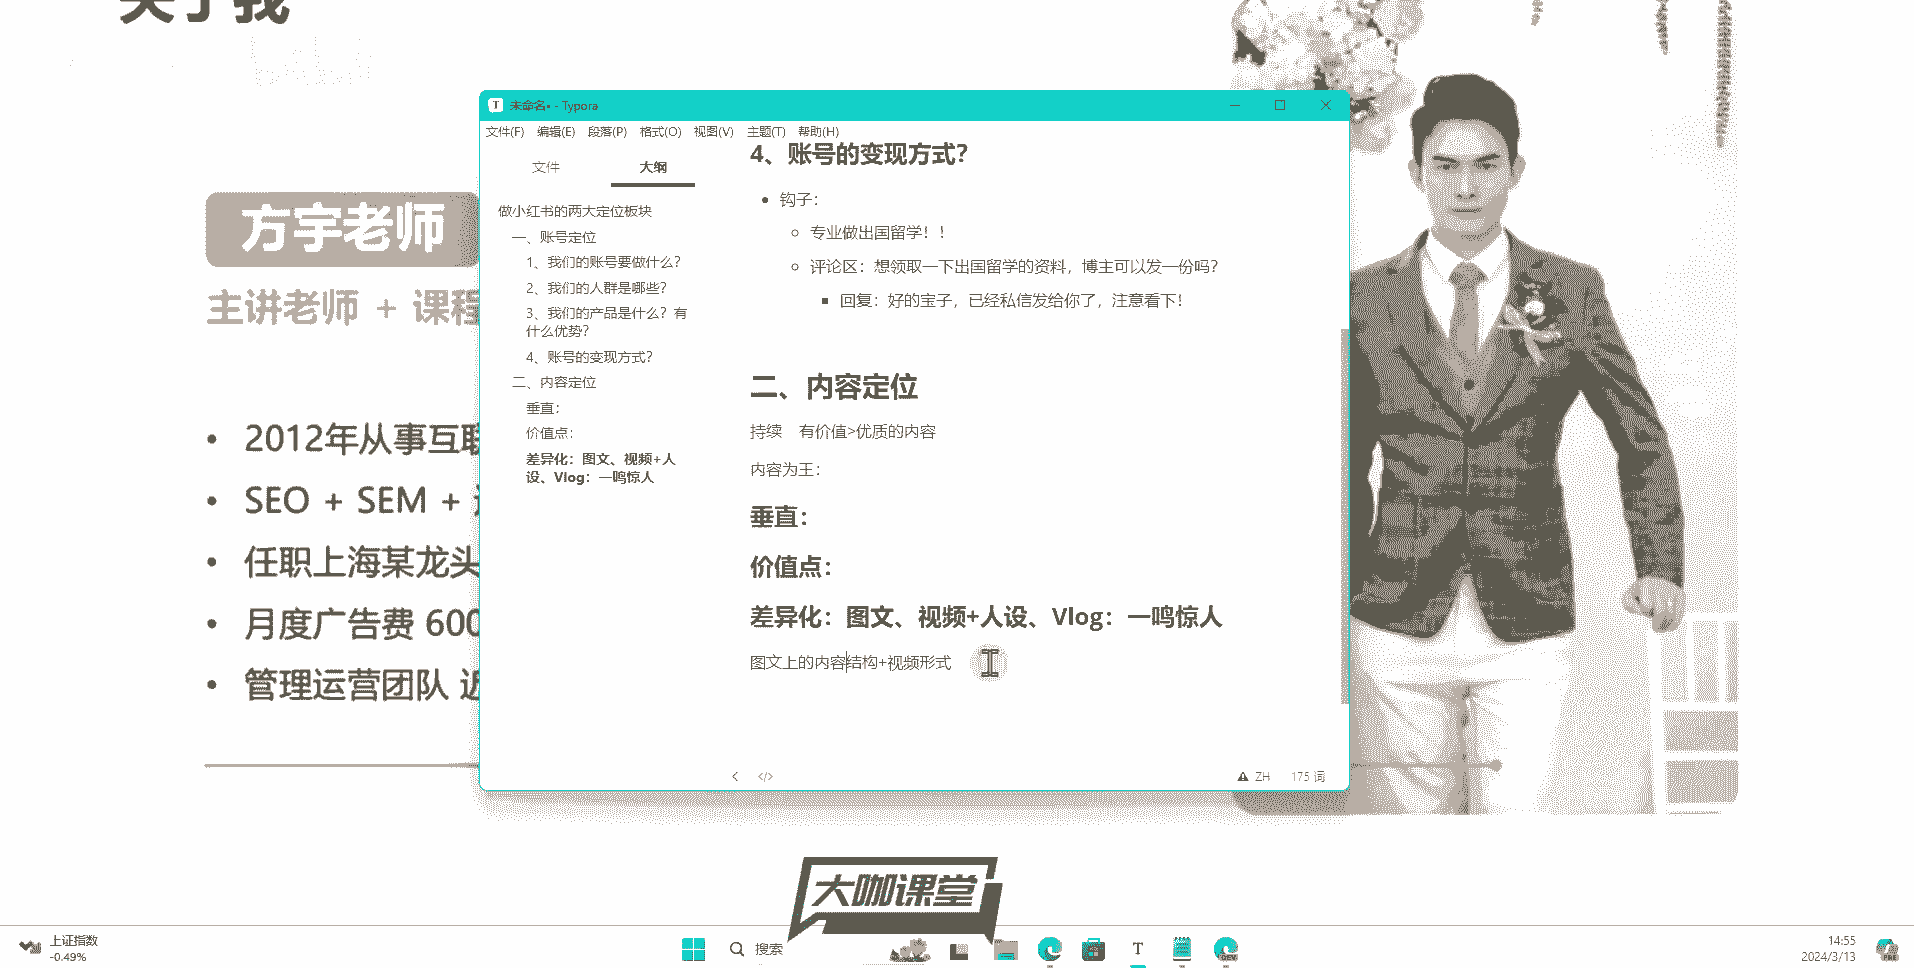 关于我
方宇老师
主讲老师 + 课程
• 2012年从事互联
• SEO + SEM +
• 任职上海某龙头
• 月度广告费 600
• 管理运营团队 近
未命名• - Typora
文件(F) 编辑(E) 段落(P) 格式(O) 视图(V) 主题(T) 帮助(H)
文件 大纲
做小红书的两大定位板块
一、账号定位
1、我们的账号要做什么?
2、我们的人群是哪些?
3、我们的产品是什么? 有
什么优势?
4、账号的变现方式?
二、内容定位
垂直:
价值点:
差异化:图文、视频+人
设、Vlog:一鸣惊人
4、账号的变现方式?
• 钩子:
专业做出国留学!!
评论区:想领取一下出国留学的资料,博主可以发一份吗?
回复:好的宝子,已经私信发给你了,注意看下!
二、内容定位
持续 有价值>优质的内容
内容为王:
垂直:
价值点:
差异化:图文、视频+人设、Vlog:一鸣惊人
图文上的内容结构+视频形式
</> ZH 175 词
大咖课堂
上证指数
-0.49%
搜索
T
DEV
14:55
2024/3/13
PRE